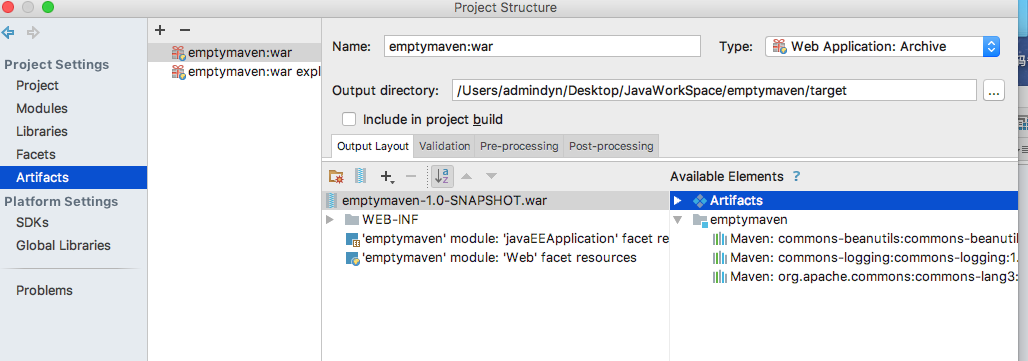 Project Structure
Project Settings
Project
Modules
Libraries
Facets
Artifacts
Platform Settings
SDKs
Global Libraries
Problems
emptymaven:war
emptymaven:war expl
Name: emptymaven:war Type: Web Application: Archive
Output directory: /Users/admindyn/Desktop/JavaWorkSpace/emptymaven/target ...
Include in project build
Output Layout Validation Pre-processing Post-processing
emptymaven-1.0-SNAPSHOT.war
WEB-INF
'emptymaven' module: 'javaEEApplication' facet re
'emptymaven' module: 'Web' facet resources
Available Elements ?
Artifacts
emptymaven
Maven: commons-beanutils:commons-beanutil
Maven: commons-logging:commons-logging:1.
Maven: org.apache.commons:commons-lang3:
码